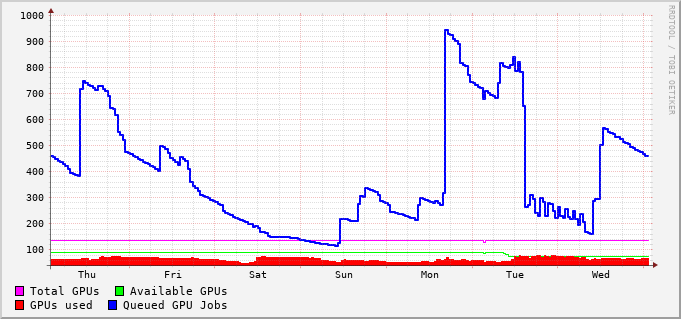 1000
900
800
700
600
500
400
300
200
100
Thu Fri Sat Sun Mon Tue Wed
Total GPUs Available GPUs
GPUs used Queued GPU Jobs
RRDTOOL / TOBI OETIKER